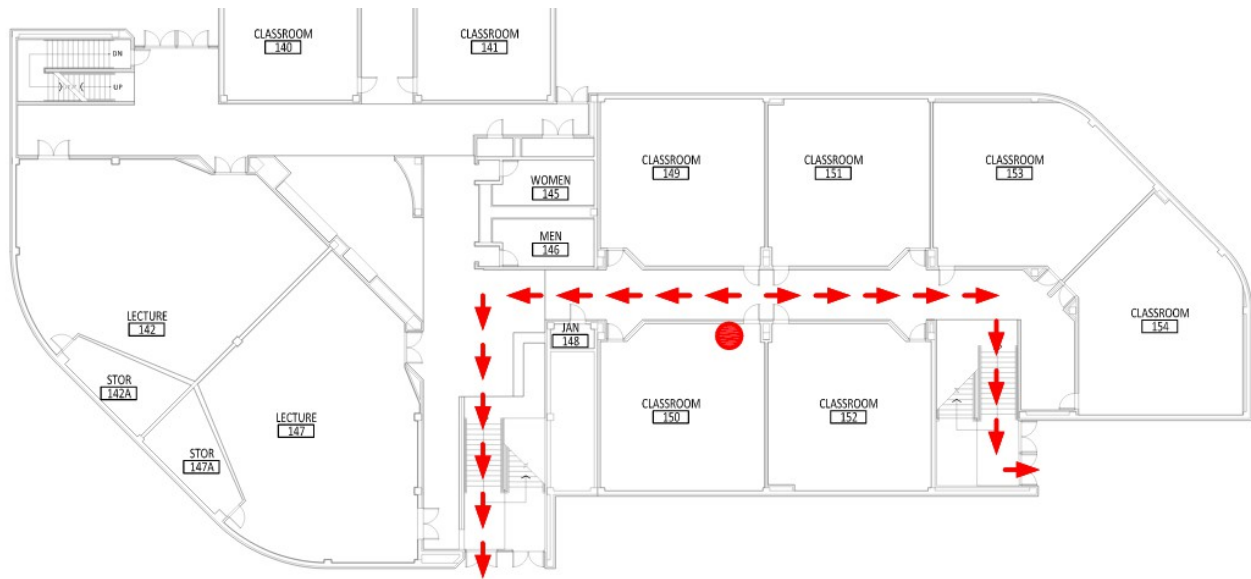 CLASSROOM
140
CLASSROOM
141
DN
UP
CLASSROOM
149
CLASSROOM
151
CLASSROOM
153
WOMEN
145
MEN
146
LECTURE
142
JAN
148
CLASSROOM
154
STOR
142A
LECTURE
147
CLASSROOM
150
CLASSROOM
152
STOR
147A